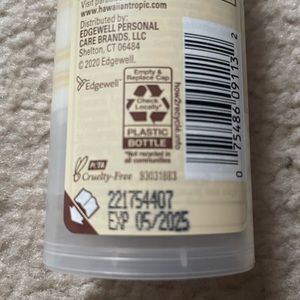 www.hawaiiantropic.com
Distributed by:
EDGEWELL PERSONAL
CARE BRANDS, LLC
Shelton, CT 06484
© 2020 Edgewell.
Edgewell
Empty &
Replace Cap
Check
Locally*
PLASTIC
BOTTLE
*Not recycled in
all communities
how2recycle.info
0 75486 09113 2
PETA
Cruelty-Free
93031883
221754407
EXP 05/2025